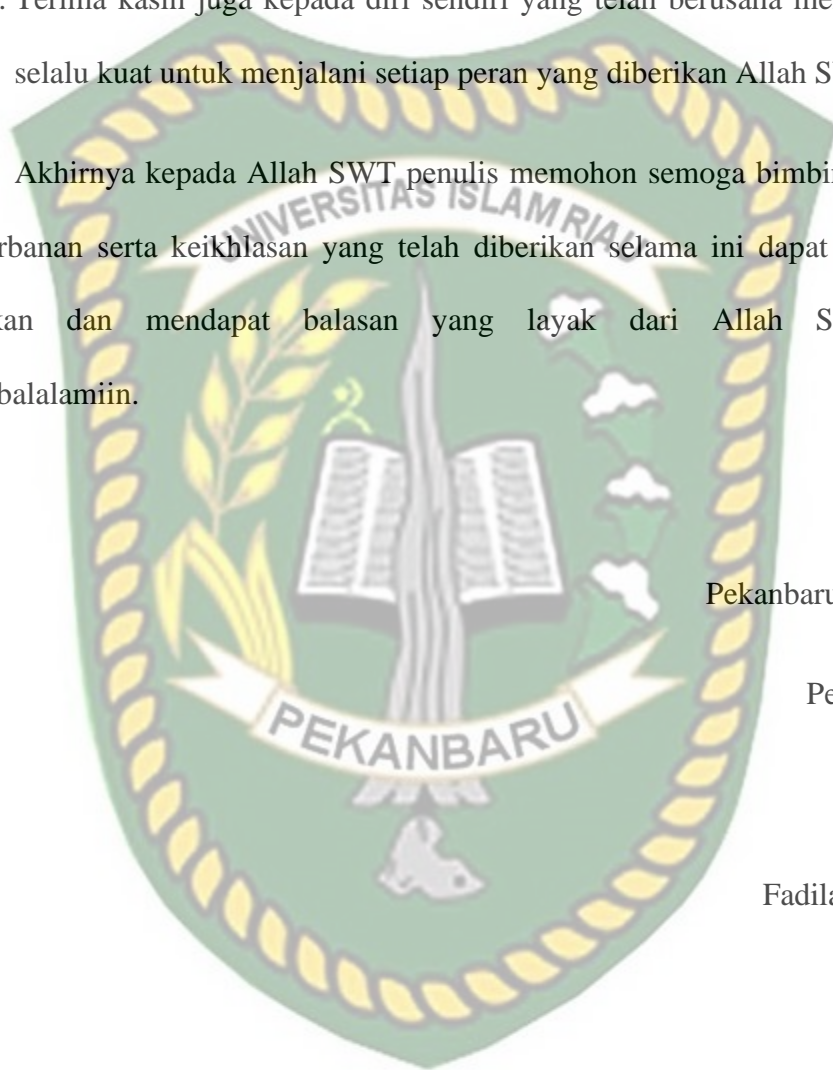 . Terima kasih juga kepada diri sendiri yang telah berusaha me
selalu kuat untuk menjalani setiap peran yang diberikan Allah S
Akhirnya kepada Allah SWT penulis memohon semoga bimbi
rbanan serta keikhlasan yang telah diberikan selama ini dapat
kan dan mendapat balasan yang layak dari Allah S
balalamiin.
UNIVERSITAS ISLAM RIAU
Pekanbaru
Pe
PEKANBARU
Fadila